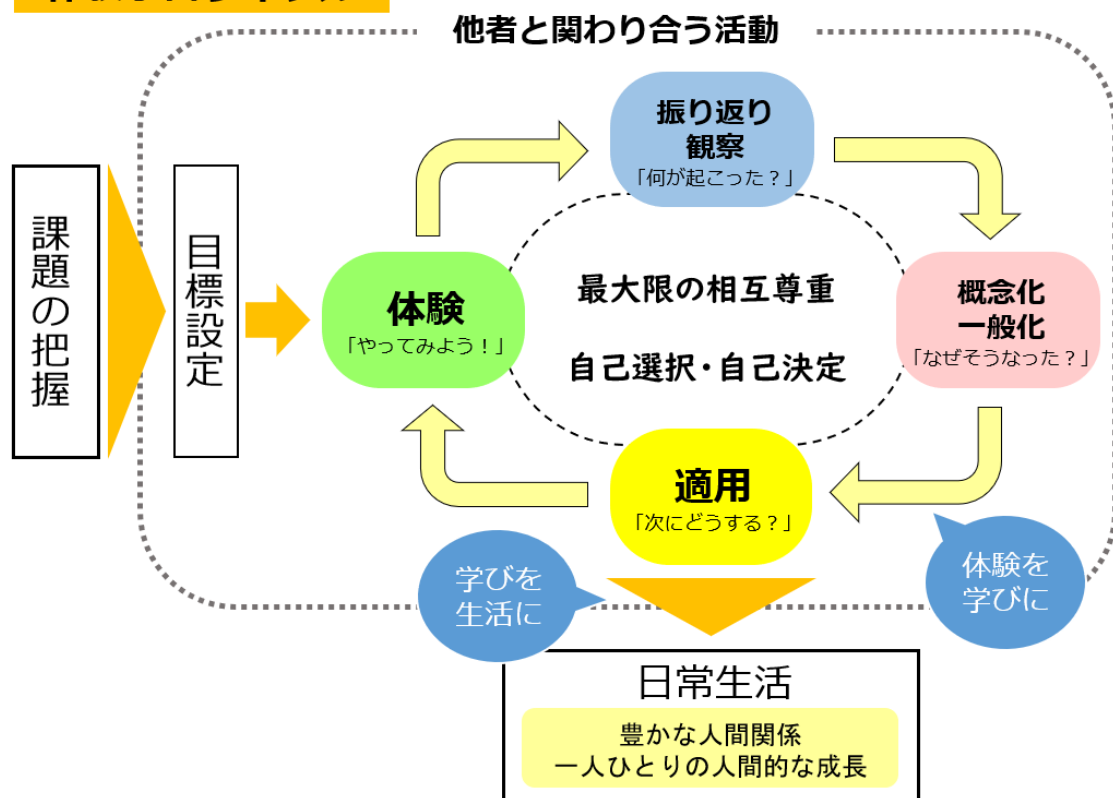 他者と関わり合う活動
課題の把握
目標設定
体験
「やってみよう！」
振り返り
観察
「何が起こった？」
概念化
一般化
「なぜそうなった？」
適用
「次にどうする？」
最大限の相互尊重
自己選択・自己決定
体験を
学びに
学びを
生活に
日常生活
豊かな人間関係
一人ひとりの人間的な成長